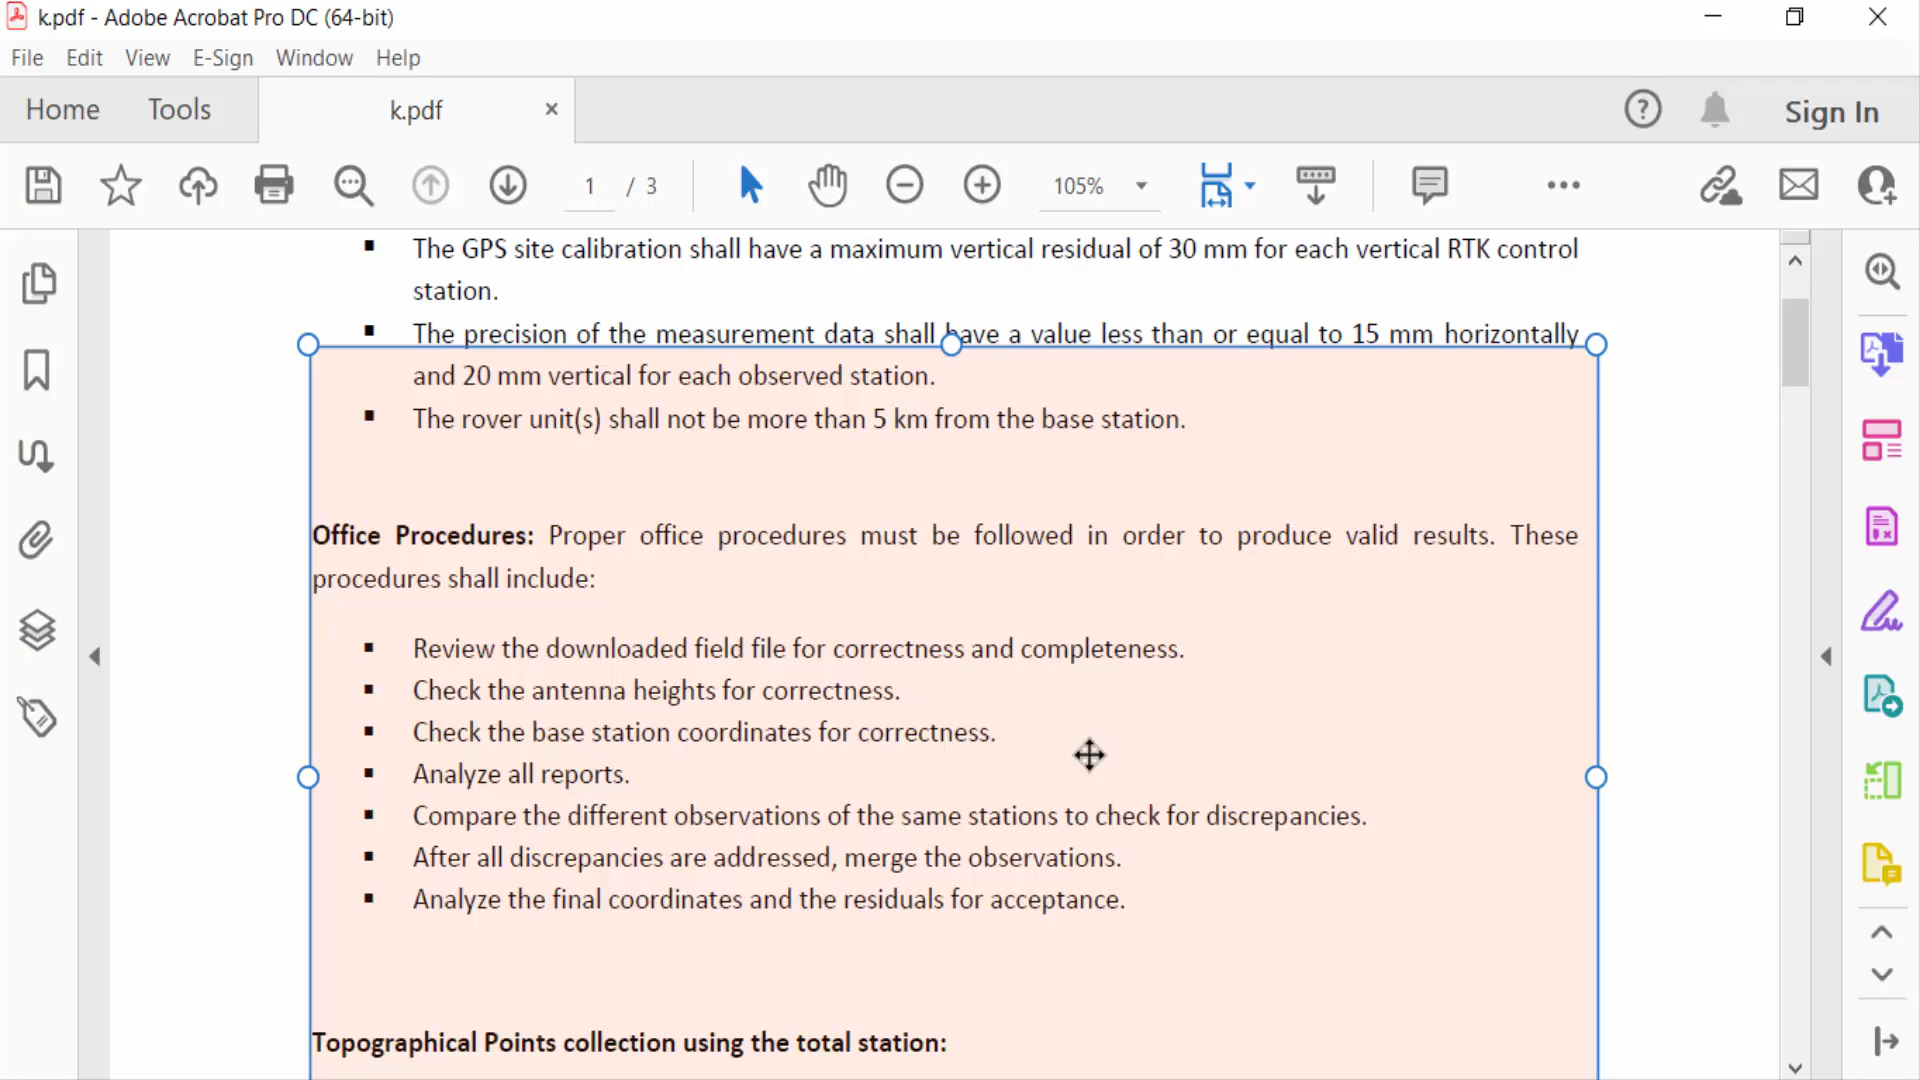 k.pdf - Adobe Acrobat Pro DC (64-bit)
File Edit View E-Sign Window Help
Home Tools k.pdf Sign In
1 / 3 105%
The GPS site calibration shall have a maximum vertical residual of 30 mm for each vertical RTK control
station.
The precision of the measurement data shall have a value less than or equal to 15 mm horizontally
and 20 mm vertical for each observed station.
The rover unit(s) shall not be more than 5 km from the base station.
Office Procedures: Proper office procedures must be followed in order to produce valid results. These
procedures shall include:
Review the downloaded field file for correctness and completeness.
Check the antenna heights for correctness.
Check the base station coordinates for correctness.
Analyze all reports.
Compare the different observations of the same stations to check for discrepancies.
After all discrepancies are addressed, merge the observations.
Analyze the final coordinates and the residuals for acceptance.
Topographical Points collection using the total station: